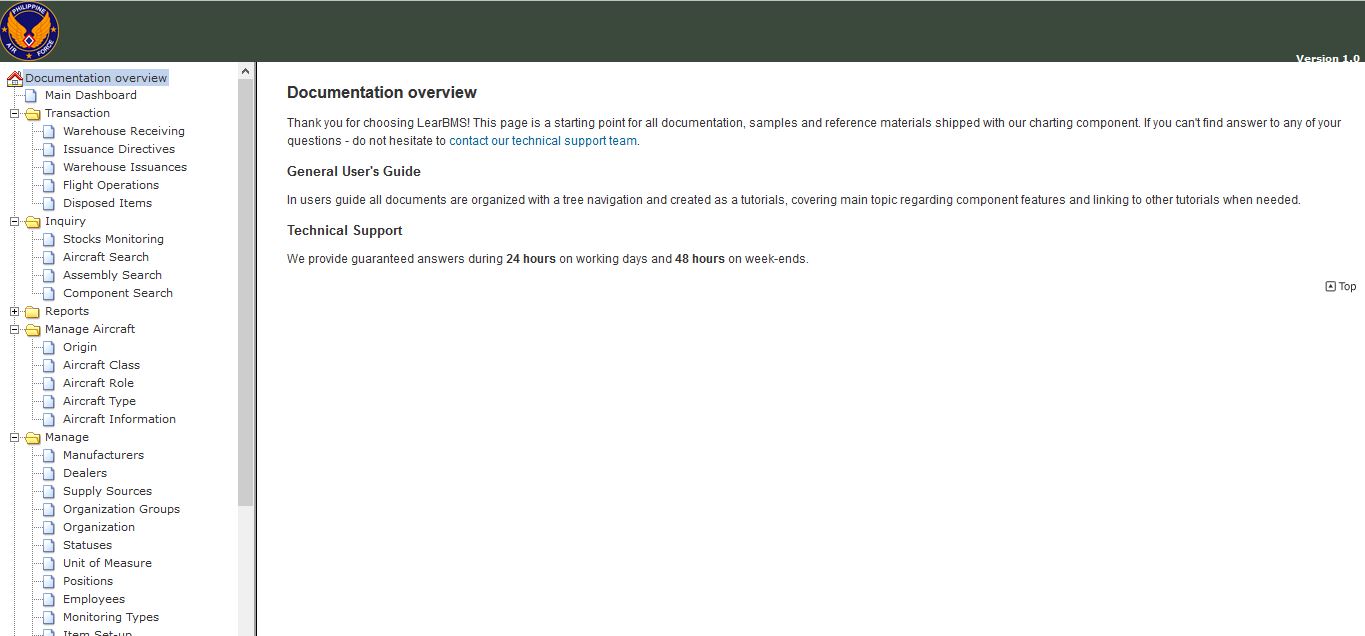 PHILIPPINE
AIR FORCE
Version 1.0
Documentation overview
Main Dashboard
Transaction
Warehouse Receiving
Issuance Directives
Warehouse Issuances
Flight Operations
Disposed Items
Inquiry
Stocks Monitoring
Aircraft Search
Assembly Search
Component Search
Reports
Manage Aircraft
Origin
Aircraft Class
Aircraft Role
Aircraft Type
Aircraft Information
Manage
Manufacturers
Dealers
Supply Sources
Organization Groups
Organization
Statuses
Unit of Measure
Positions
Employees
Monitoring Types
Item Set-up
Documentation overview
Thank you for choosing LearBMS! This page is a starting point for all documentation, samples and reference materials shipped with our charting component. If you can't find answer to any of your
questions - do not hesitate to contact our technical support team.
General User's Guide
In users guide all documents are organized with a tree navigation and created as a tutorials, covering main topic regarding component features and linking to other tutorials when needed.
Technical Support
We provide guaranteed answers during 24 hours on working days and 48 hours on week-ends.
Top